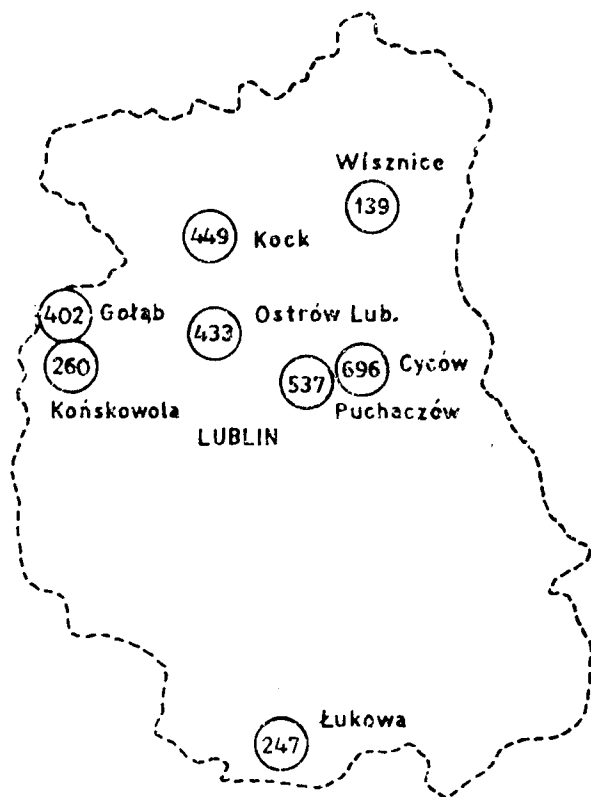 Wisznice
139
449 Kock
402 Gołąb
433 Ostrów Lub.
260
Końskowola
696 Cyców
537
Puchaczów
LUBLIN
Łukowa
247